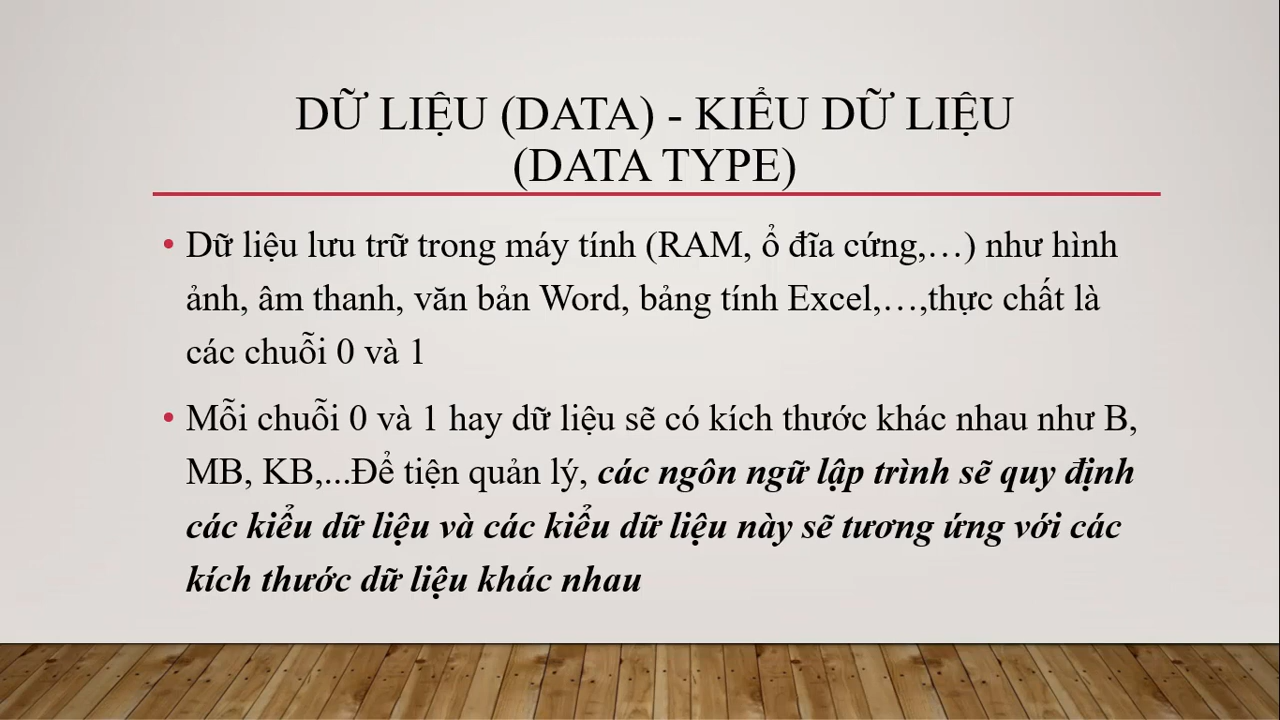 DỮ LIỆU (DATA) - KIỂU DỮ LIỆU
(DATA TYPE)
• Dữ liệu lưu trữ trong máy tính (RAM, ổ đĩa cứng,…) như hình
ảnh, âm thanh, văn bản Word, bảng tính Excel,…,thực chất là
các chuỗi 0 và 1
• Mỗi chuỗi 0 và 1 hay dữ liệu sẽ có kích thước khác nhau như B,
MB, KB,...Để tiện quản lý, các ngôn ngữ lập trình sẽ quy định
các kiểu dữ liệu và các kiểu dữ liệu này sẽ tương ứng với các
kích thước dữ liệu khác nhau